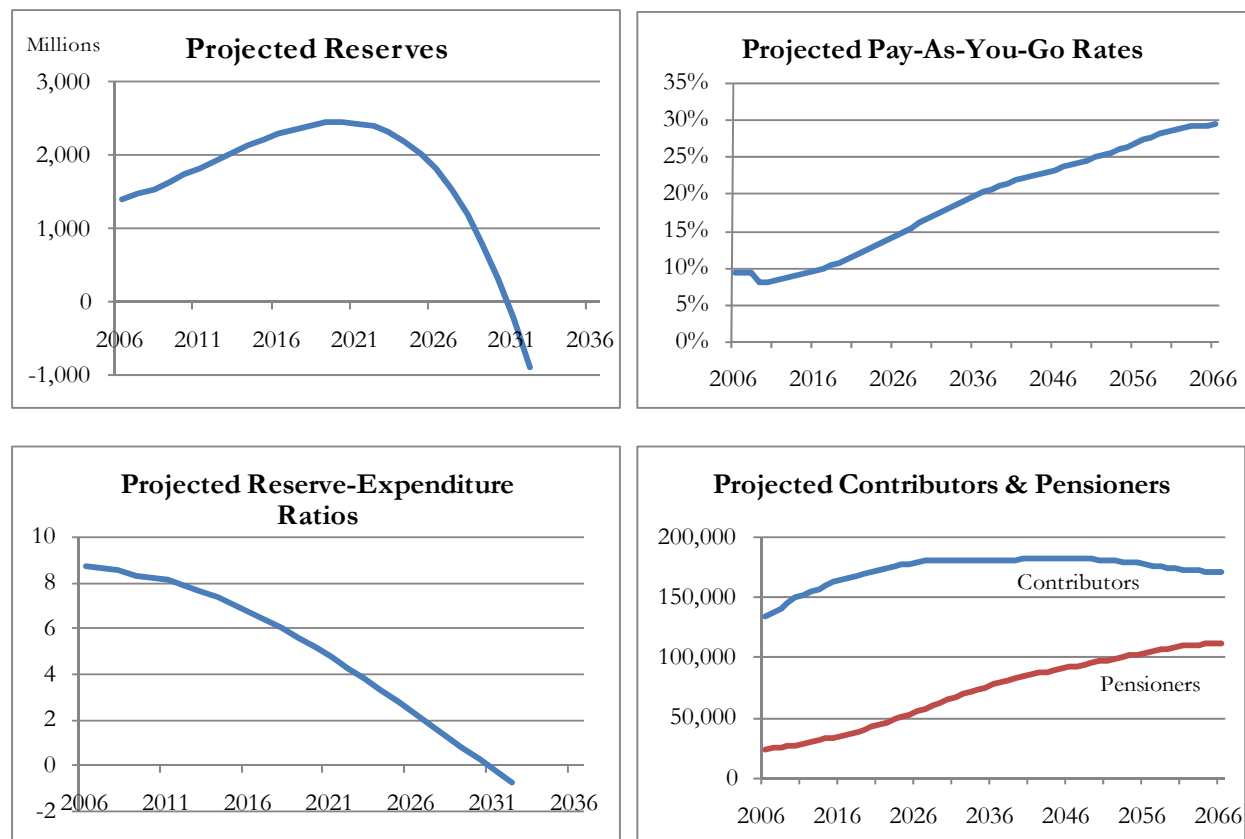 Millions
Projected Reserves
3,000
2,000
1,000
0
-1,000
2006 2011 2016 2021 2026 2031 2036
Projected Pay-As-You-Go Rates
35%
30%
25%
20%
15%
10%
5%
0%
2006 2016 2026 2036 2046 2056 2066
Projected Reserve-Expenditure
Ratios
10
8
6
4
2
0
-2
2006 2011 2016 2021 2026 2031 2036
Projected Contributors & Pensioners
200,000
150,000
100,000
50,000
0
Contributors
Pensioners
2006 2016 2026 2036 2046 2056 2066